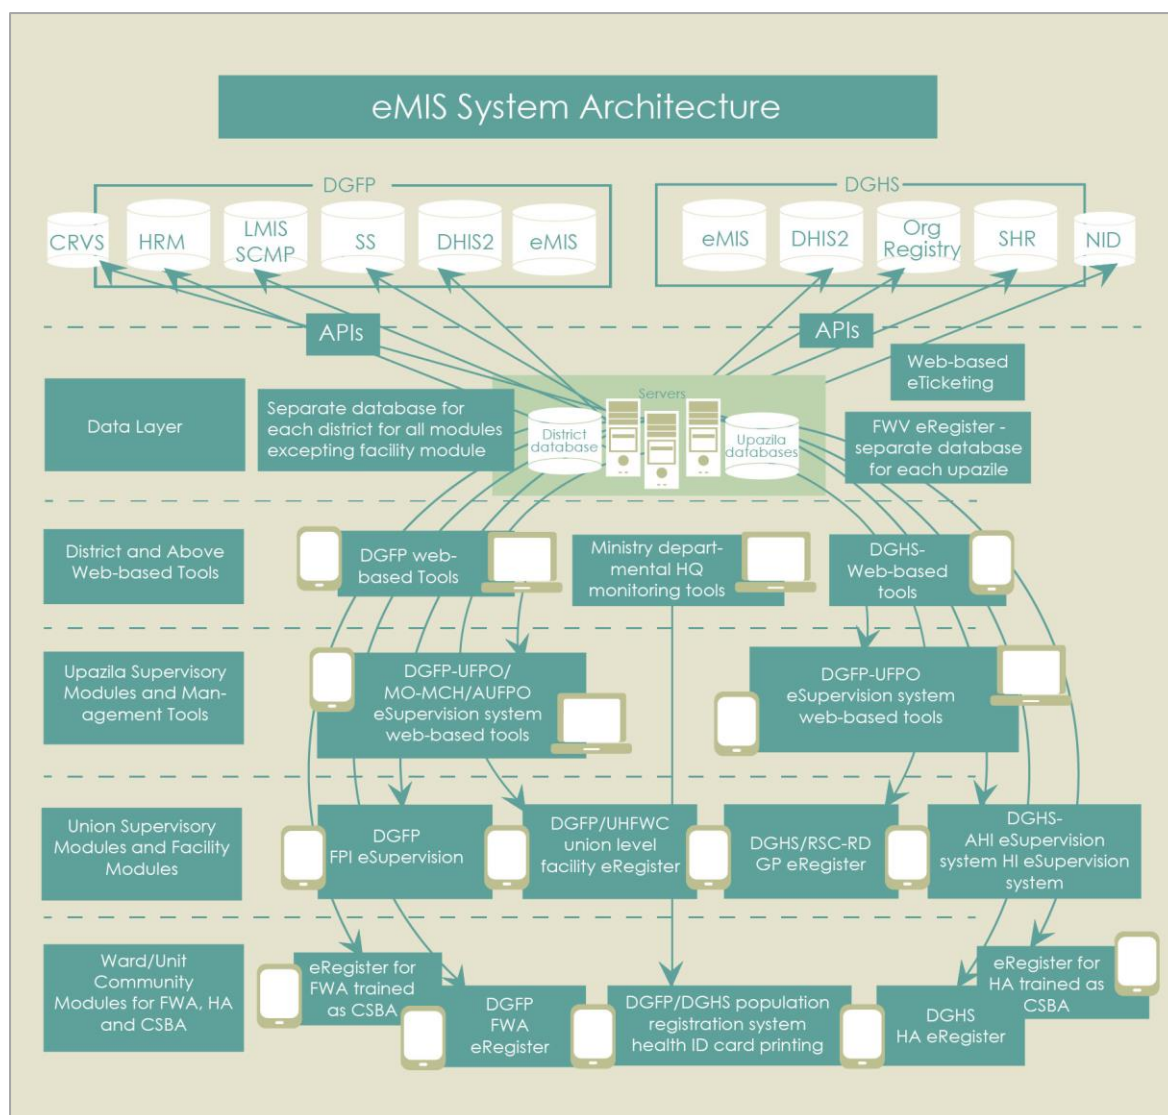 eMIS System Architecture
DGFP
DGHS
CRVS
HRM
LMIS
SCMP
SS
DHIS2
eMIS
eMIS
DHIS2
Org
Registry
SHR
NID
APIs
APIs
Web-based
eTicketing
Data Layer
Separate database for
each district for all modules
excepting facility module
Servers
District
database
Upazila
databases
FWV eRegister -
separate database
for each upazile
District and Above
Web-based Tools
DGFP web-
based Tools
Ministry depart-
mental HQ
monitoring tools
DGHS-
Web-based
tools
Upazila Supervisory
Modules and Man-
agement Tools
DGFP-UFPO/
MO-MCH/AUFPO
eSupervision system
web-based tools
DGFP-UFPO
eSupervision system
web-based tools
Union Supervisory
Modules and Facility
Modules
DGFP
FPI eSupervision
DGFP/UHFWC
union level
facility eRegister
DGHS/RSC-RD
GP eRegister
DGHS-
AHI eSupervision
system HI eSupervision
system
Ward/Unit
Community
Modules for FWA, HA
and CSBA
eRegister for
FWA trained
as CSBA
DGFP
FWA
eRegister
DGFP/DGHS population
registration system
health ID card printing
DGHS
HA eRegister
eRegister for
HA trained as
CSBA